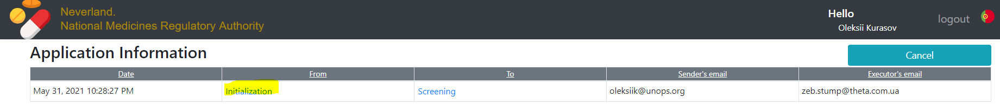 Neverland.
National Medicines Regulatory Authority
Hello
Oleksii Kurasov
logout
Application Information
Cancel
Date From To Sender's email Executor's email
May 31, 2021 10:28:27 PM Initialization Screening oleksiik@unops.org zeb.stump@theta.com.ua